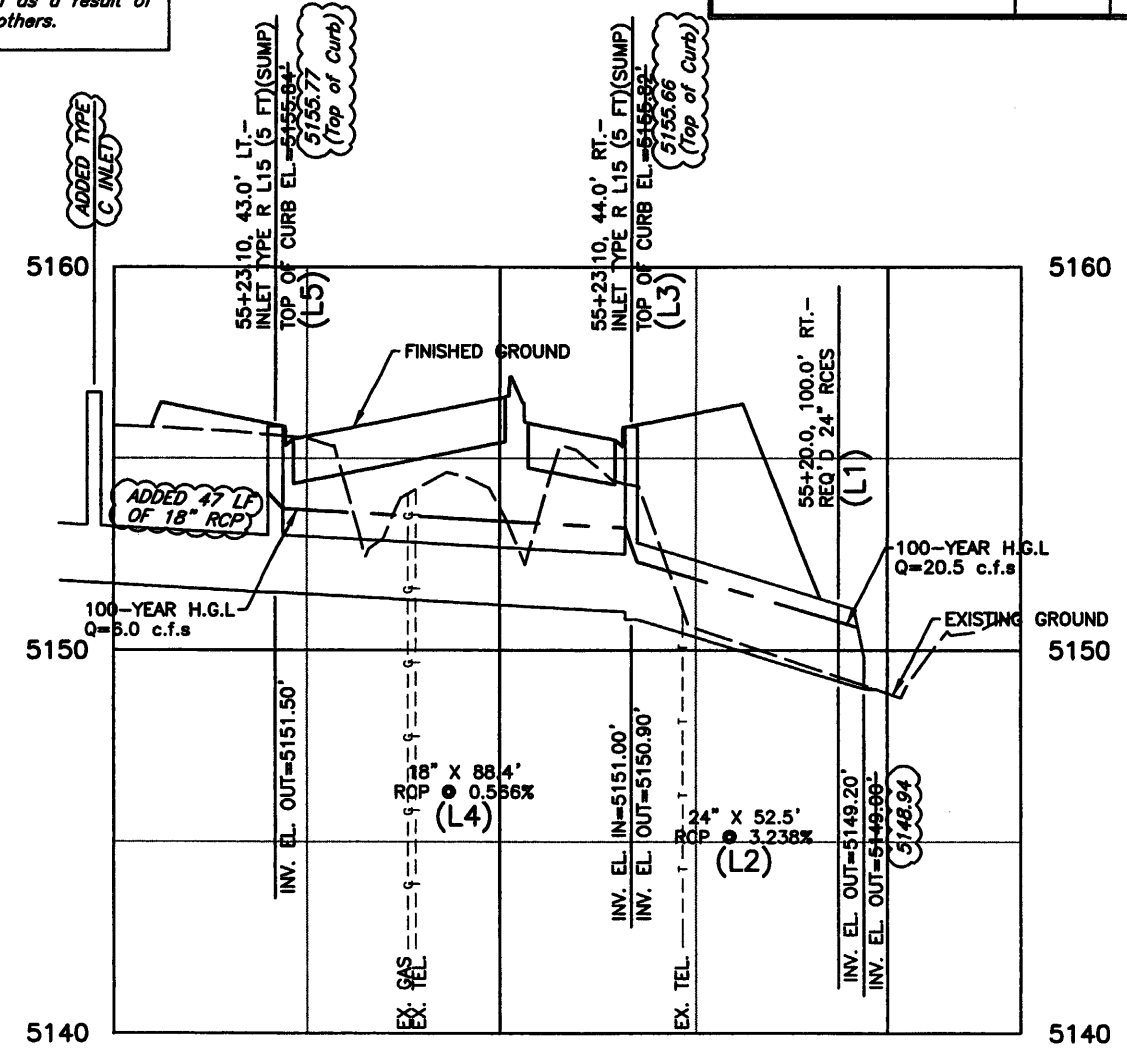 as a result of
others.
ADDED TYPE
C INLET
55+23.10, 43.0' LT.-
INLET TYPE R L15 (5 FT)(SUMP)
TOP OF CURB EL.=5155.84'
5155.77
(Top of Curb)
(L5)
55+23.10, 44.0' RT.-
INLET TYPE R L15 (5 FT)(SUMP)
TOP OF CURB EL.=5155.82'
5155.66
(Top of Curb)
(L3)
5160
5160
FINISHED GROUND
55+20.0, 100.0' RT.-
REQ'D 24" RCES
(L1)
ADDED 47 LF
OF 18" RCP
100-YEAR H.G.L
Q=20.5 c.f.s
100-YEAR H.G.L
Q=6.0 c.f.s
EXISTING GROUND
5150
5150
G
G
G
G
G
G
T
T
T
INV. EL. OUT=5151.50'
18" X 88.4'
RCP @ 0.566%
(L4)
INV. EL. IN=5151.00'
INV. EL. OUT=5150.90'
24" X 52.5'
RCP @ 3.238%
(L2)
INV. EL. OUT=5149.20'
INV. EL. OUT=5149.00'
5148.94
EX. GAS
EX. TEL.
EX. TEL.
5140
5140